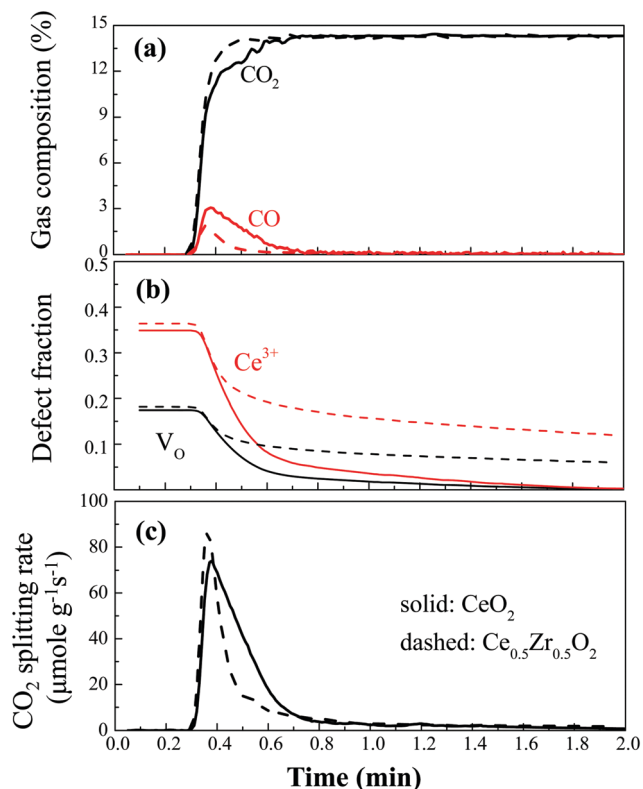 15
12
9
6
3
0
Gas composition (%)
(a)
CO₂
CO
0.5
0.4
0.3
0.2
0.1
Defect fraction
(b)
Ce³⁺
V_O
100
80
60
40
20
0
CO₂ splitting rate
(μmole g⁻¹s⁻¹)
(c)
solid: CeO₂
dashed: Ce₀.₅Zr₀.₅O₂
0.0 0.2 0.4 0.6 0.8 1.0 1.2 1.4 1.6 1.8 2.0
Time (min)